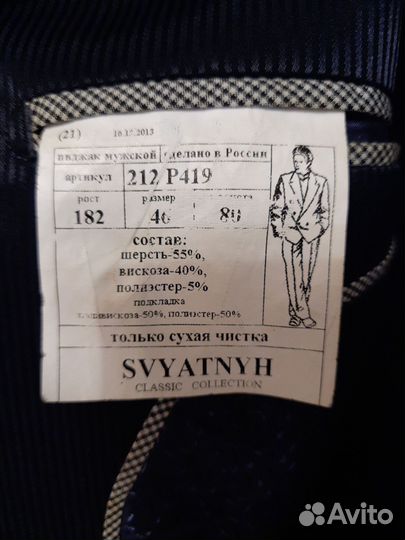 (21) 16.12.2013
пиджак мужской сделано в России
артикул 212 Р419
рост размер
182 46 80
состав:
шерсть-55%,
вискоза-40%,
полиэстер-5%
подкладка
вискоза-50%, полиэстер-50%
только сухая чистка
SVYATNYH
CLASSIC COLLECTION
Avito